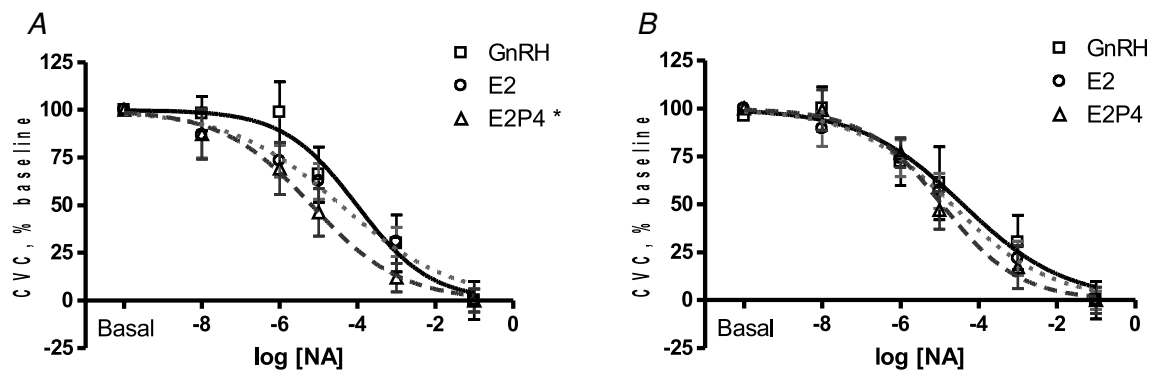 A
125
100
75
50
25
0
-25
CVC, % baseline
Basal
-8
-6
-4
-2
0
log [NA]
GnRH
E2
E2P4 *
B
125
100
75
50
25
0
-25
CVC, % baseline
Basal
-8
-6
-4
-2
0
log [NA]
GnRH
E2
E2P4